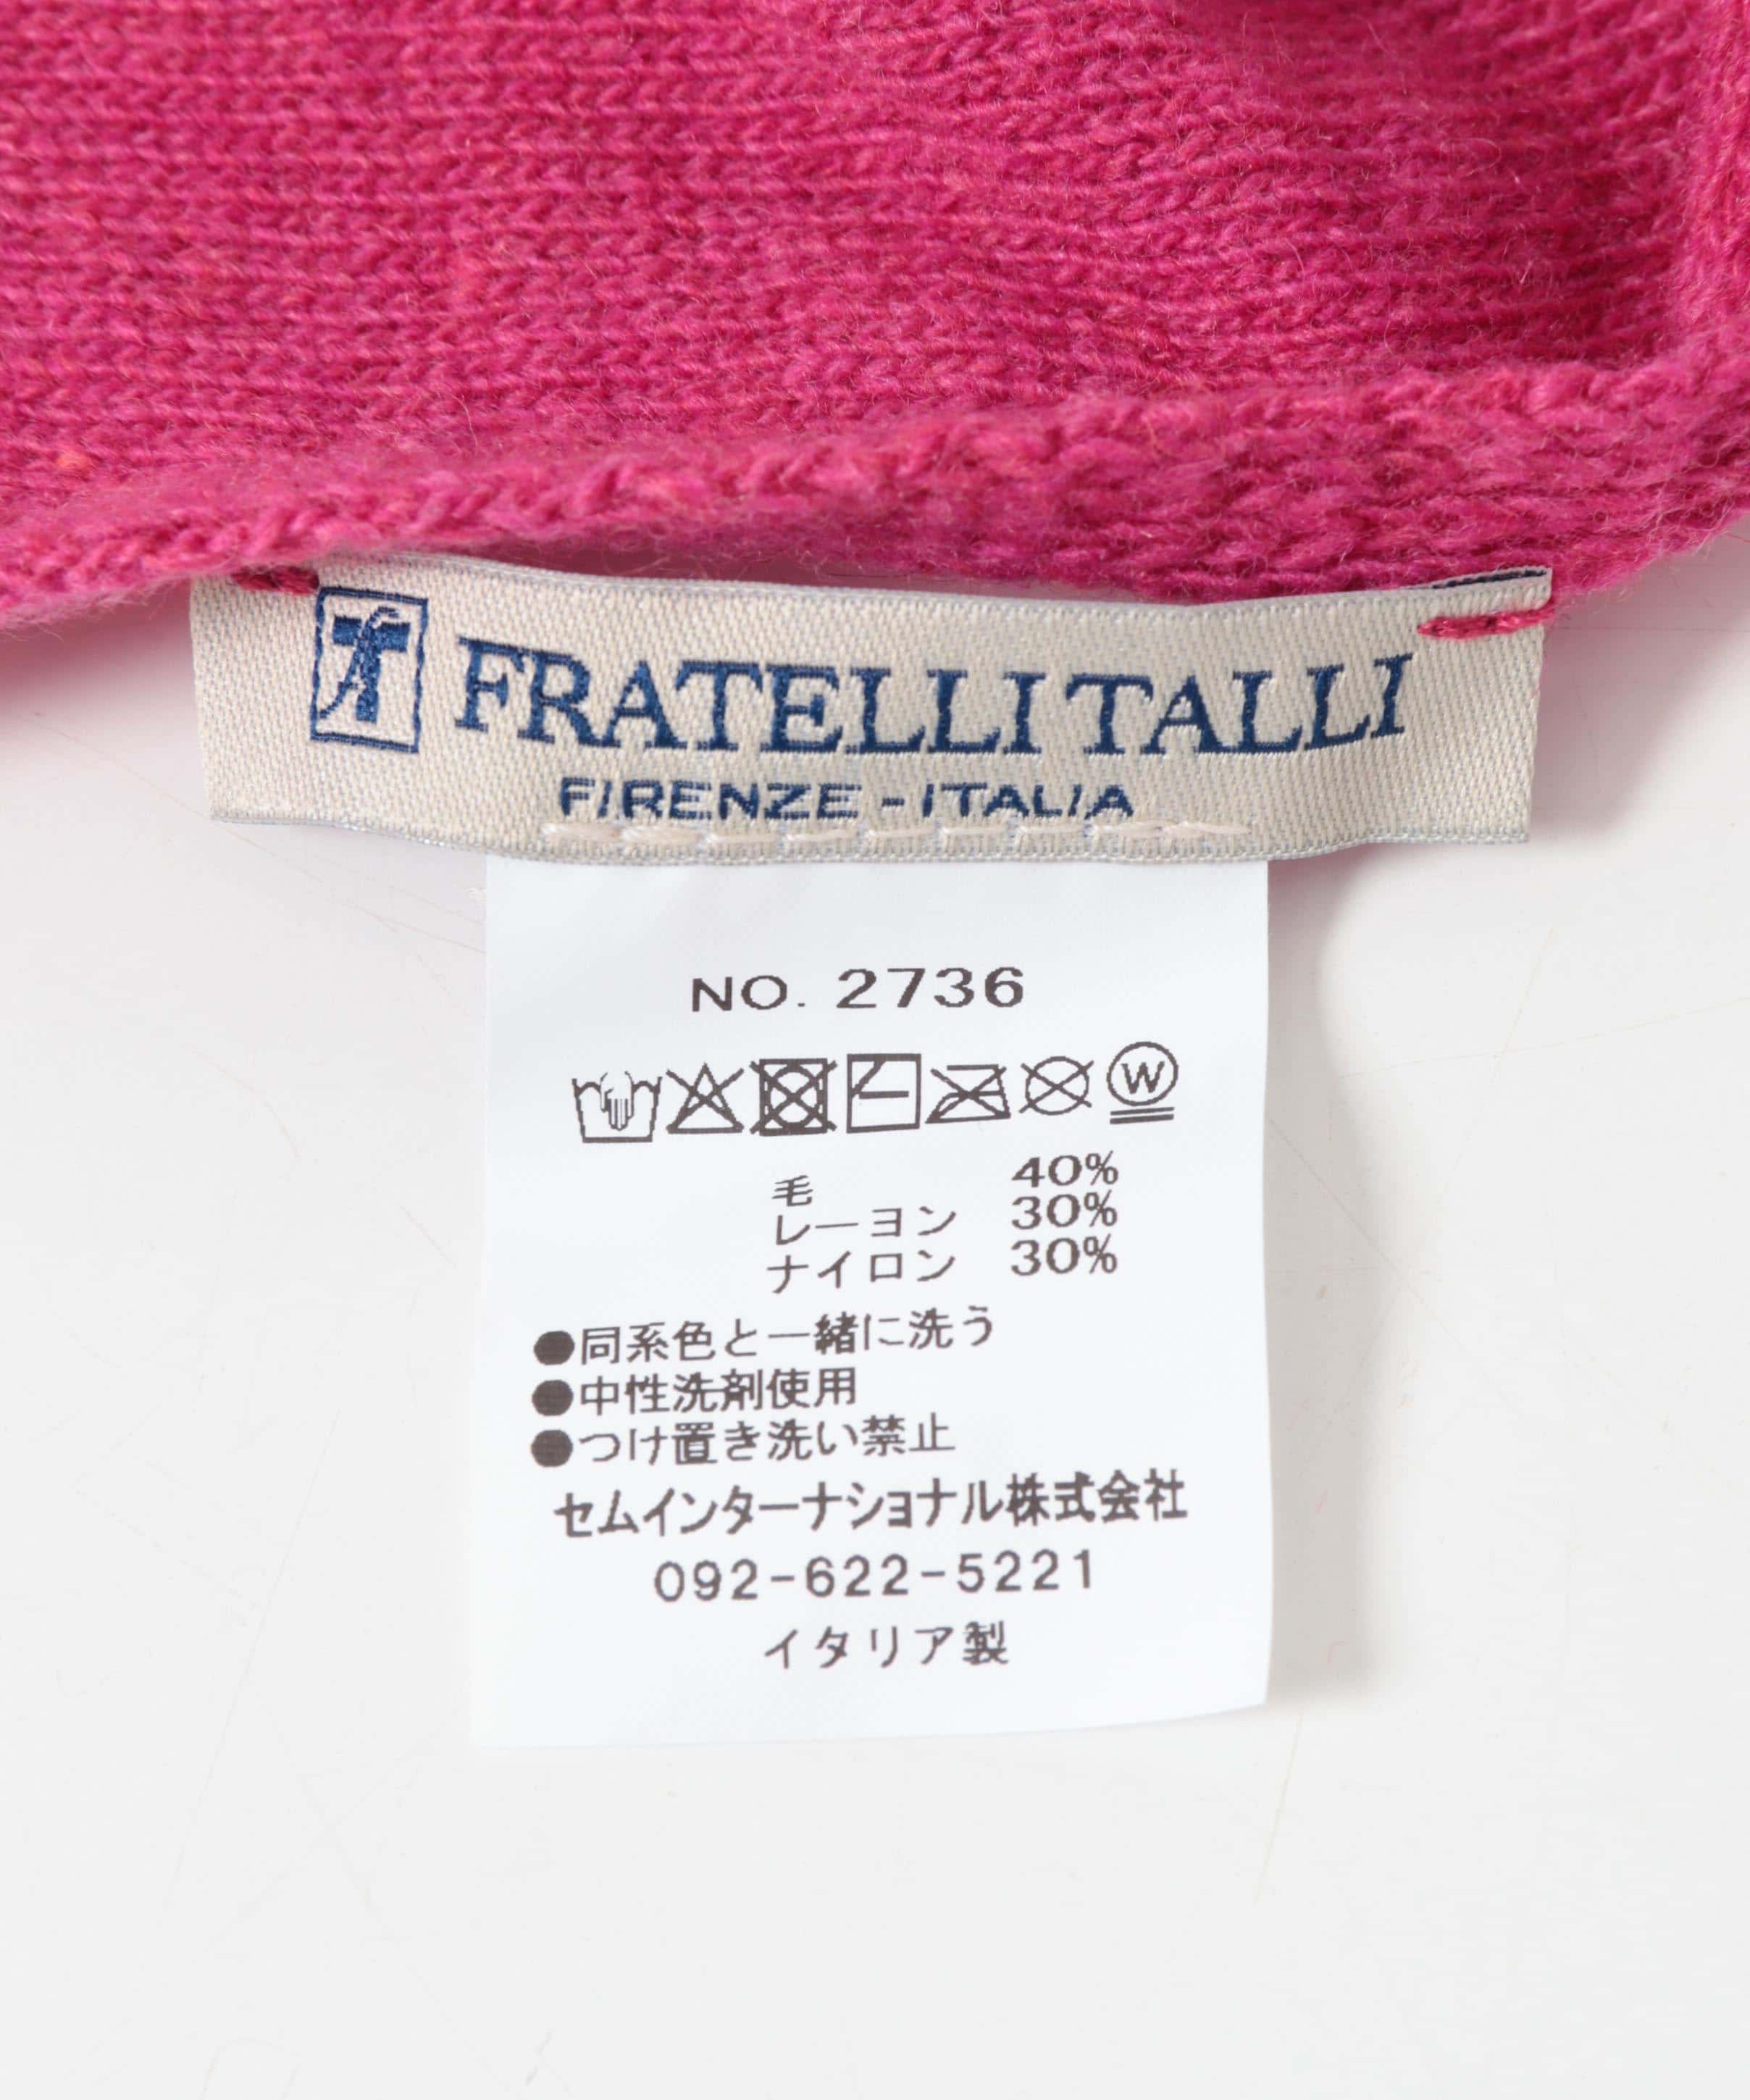 FRATELLI TALLI
FIRENZE - ITALIA
NO. 2736
W
毛 40%
レーヨン 30%
ナイロン 30%
●同系色と一緒に洗う
●中性洗剤使用
●つけ置き洗い禁止
セムインターナショナル株式会社
092-622-5221
イタリア製